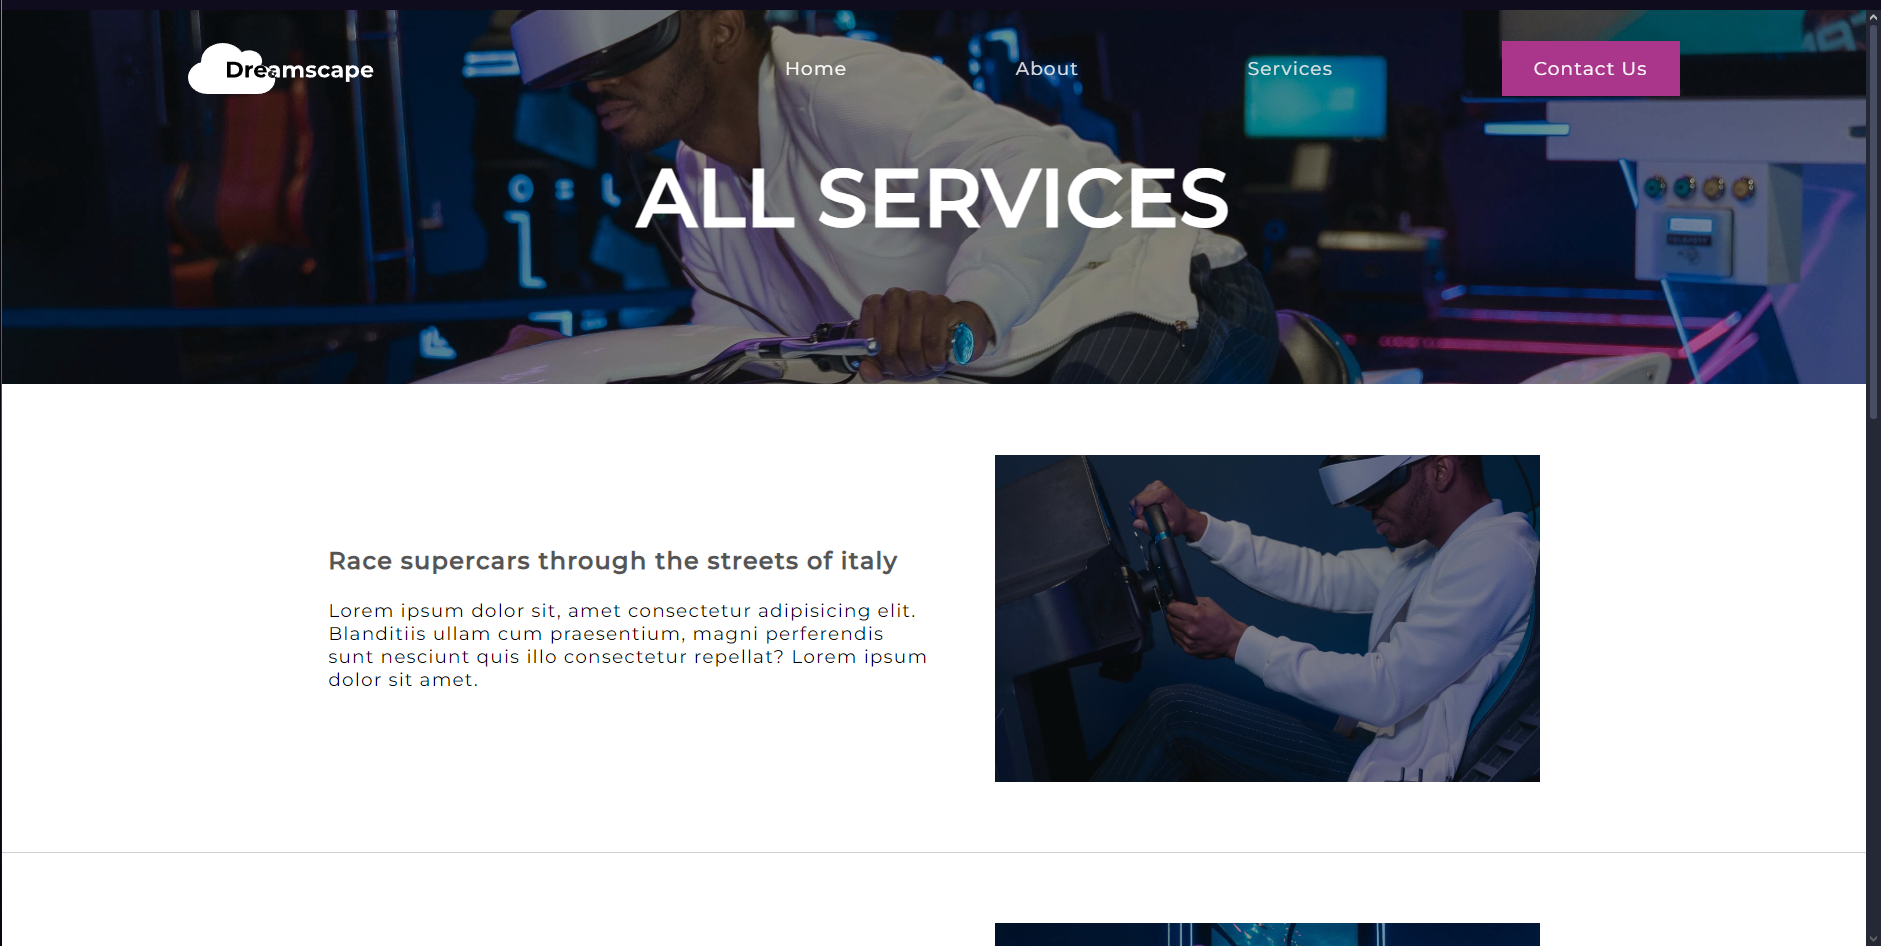 Dreamscape
Home
About
Services
Contact Us
ALL SERVICES
Race supercars through the streets of italy
Lorem ipsum dolor sit, amet consectetur adipisicing elit.
Blanditiis ullam cum praesentium, magni perferendis
sunt nesciunt quis illo consectetur repellat? Lorem ipsum
dolor sit amet.